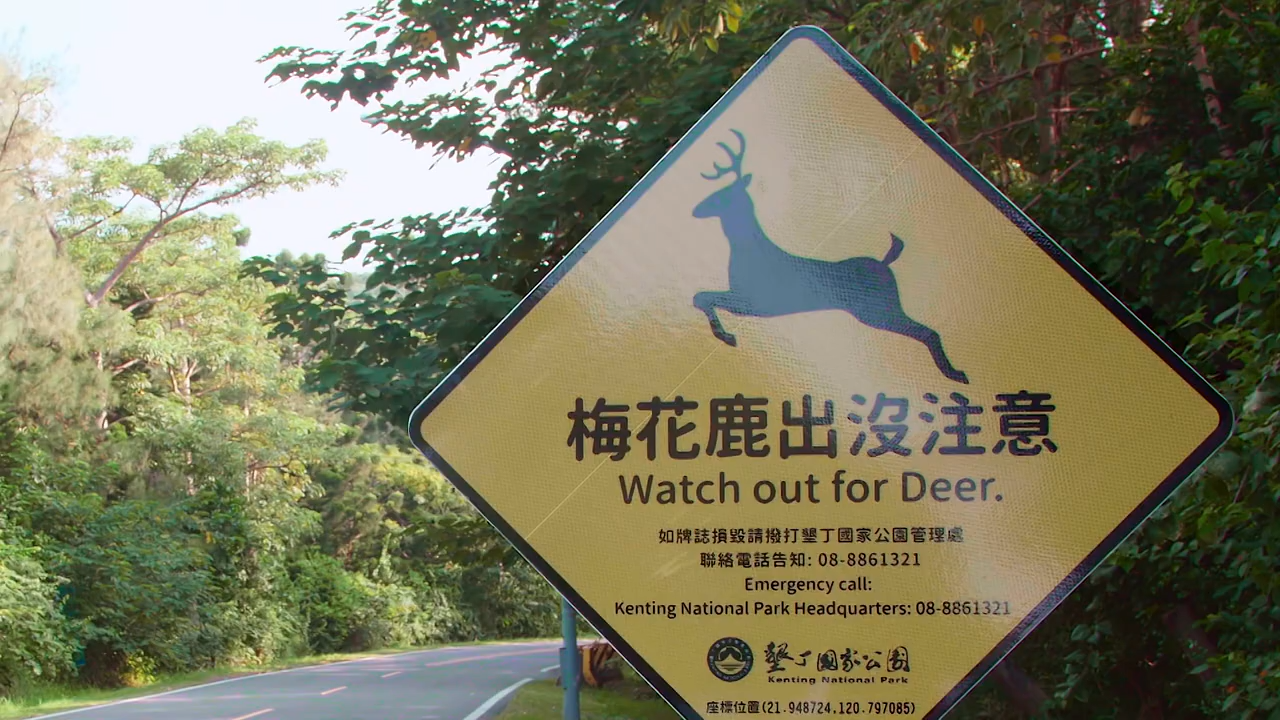 梅花鹿出沒注意
Watch out for Deer.
如牌誌損毀請撥打墾丁國家公園管理處
聯絡電話告知: 08-8861321
Emergency call:
Kenting National Park Headquarters: 08-8861321
墾丁國家公園
Kenting National Park
座標位置(21.948724,120.797085)